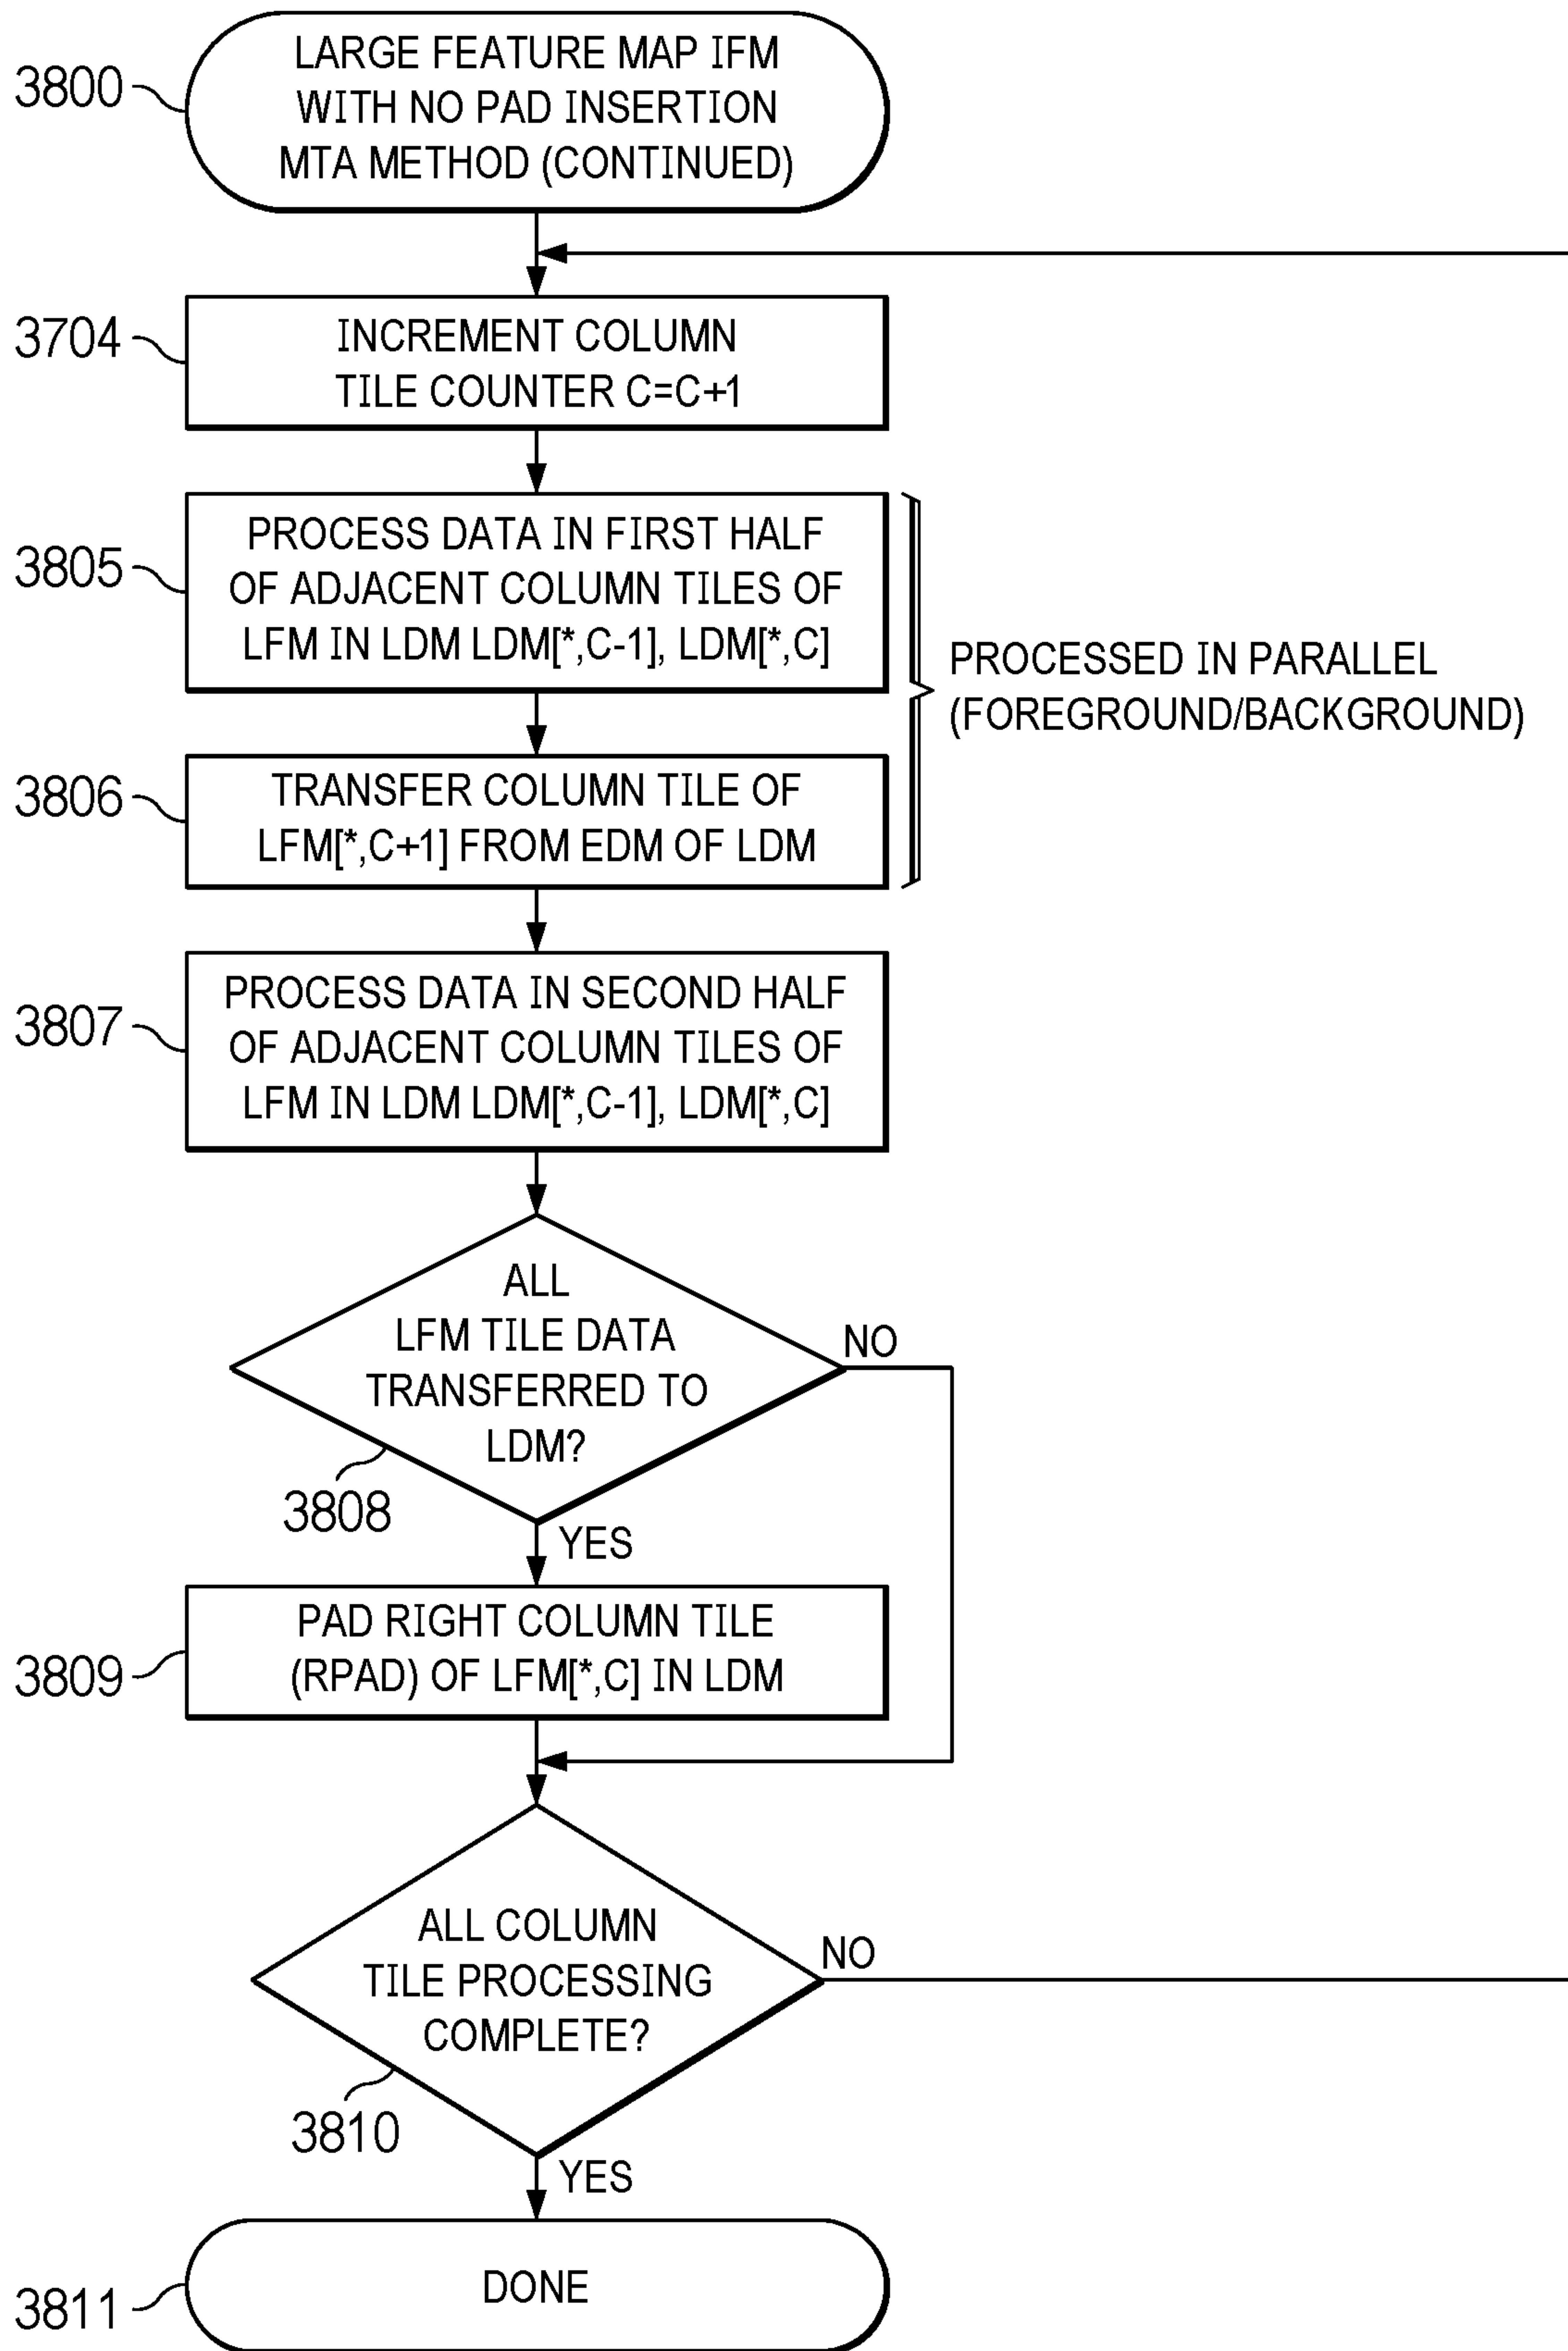 3800
LARGE FEATURE MAP IFM
WITH NO PAD INSERTION
MTA METHOD (CONTINUED)
3704
INCREMENT COLUMN
TILE COUNTER C=C+1
3805
PROCESS DATA IN FIRST HALF
OF ADJACENT COLUMN TILES OF
LFM IN LDM LDM[*,C-1], LDM[*,C]
PROCESSED IN PARALLEL
(FOREGROUND/BACKGROUND)
3806
TRANSFER COLUMN TILE OF
LFM[*,C+1] FROM EDM OF LDM
3807
PROCESS DATA IN SECOND HALF
OF ADJACENT COLUMN TILES OF
LFM IN LDM LDM[*,C-1], LDM[*,C]
ALL
LFM TILE DATA
TRANSFERRED TO
LDM?
NO
3808
YES
3809
PAD RIGHT COLUMN TILE
(RPAD) OF LFM[*,C] IN LDM
ALL COLUMN
TILE PROCESSING
COMPLETE?
NO
3810
YES
3811
DONE